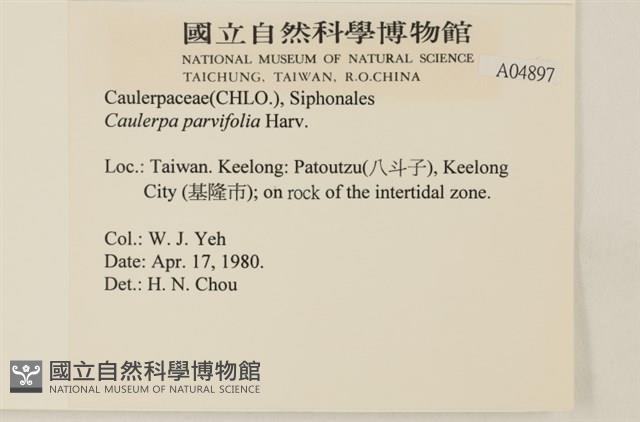 國立自然科學博物館
NATIONAL MUSEUM OF NATURAL SCIENCE
TAICHUNG, TAIWAN, R.O.CHINA
A04897
Caulerpaceae(CHLO.), Siphonales
Caulerpa parvifolia Harv.
Loc.: Taiwan. Keelong: Patoutzu(八斗子), Keelong
City (基隆市); on rock of the intertidal zone.
Col.: W. J. Yeh
Date: Apr. 17, 1980.
Det.: H. N. Chou
國立自然科學博物館
NATIONAL MUSEUM OF NATURAL SCIENCE